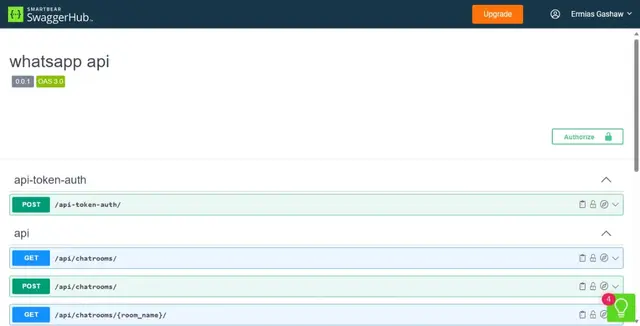 SMARTBEAR
SwaggerHub™
Upgrade
Ermias Gashaw
whatsapp api
0.0.1 OAS 3.0
Authorize
api-token-auth
POST /api-token-auth/
api
GET /api/chatrooms/
POST /api/chatrooms/
4
GET /api/chatrooms/{room_name}/